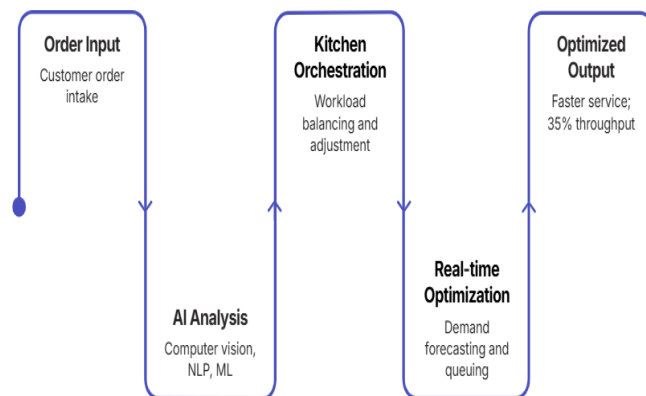 Order Input
Customer order
intake
AI Analysis
Computer vision,
NLP, ML
Kitchen
Orchestration
Workload
balancing and
adjustment
Real-time
Optimization
Demand
forecasting and
queuing
Optimized
Output
Faster service;
35% throughput